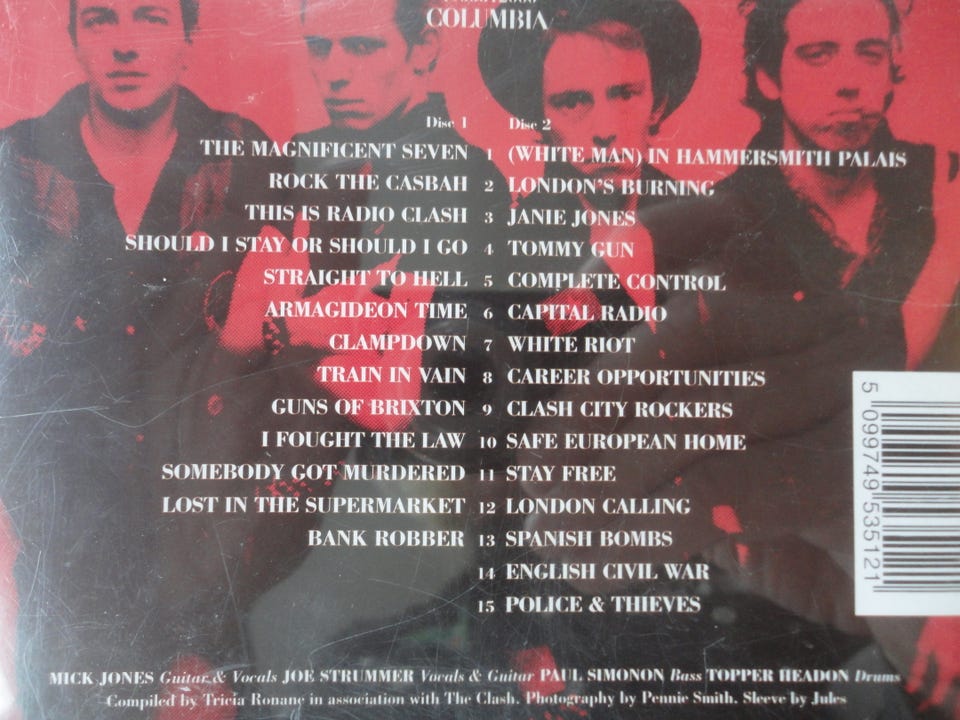 COLUMBIA
Disc 1 Disc 2
THE MAGNIFICENT SEVEN 1 (WHITE MAN) IN HAMMERSMITH PALAIS
ROCK THE CASBAH 2 LONDON'S BURNING
THIS IS RADIO CLASH 3 JANIE JONES
SHOULD I STAY OR SHOULD I GO 4 TOMMY GUN
STRAIGHT TO HELL 5 COMPLETE CONTROL
ARMAGIDEON TIME 6 CAPITAL RADIO
CLAMPDOWN 7 WHITE RIOT
TRAIN IN VAIN 8 CAREER OPPORTUNITIES
GUNS OF BRIXTON 9 CLASH CITY ROCKERS
I FOUGHT THE LAW 10 SAFE EUROPEAN HOME
SOMEBODY GOT MURDERED 11 STAY FREE
LOST IN THE SUPERMARKET 12 LONDON CALLING
BANK ROBBER 13 SPANISH BOMBS
14 ENGLISH CIVIL WAR
15 POLICE & THIEVES
5 099749 535121
MICK JONES Guitar & Vocals JOE STRUMMER Vocals & Guitar PAUL SIMONON Bass TOPPER HEADON Drums
Compiled by Tricia Ronane in association with The Clash. Photography by Pennie Smith. Sleeve by Jules